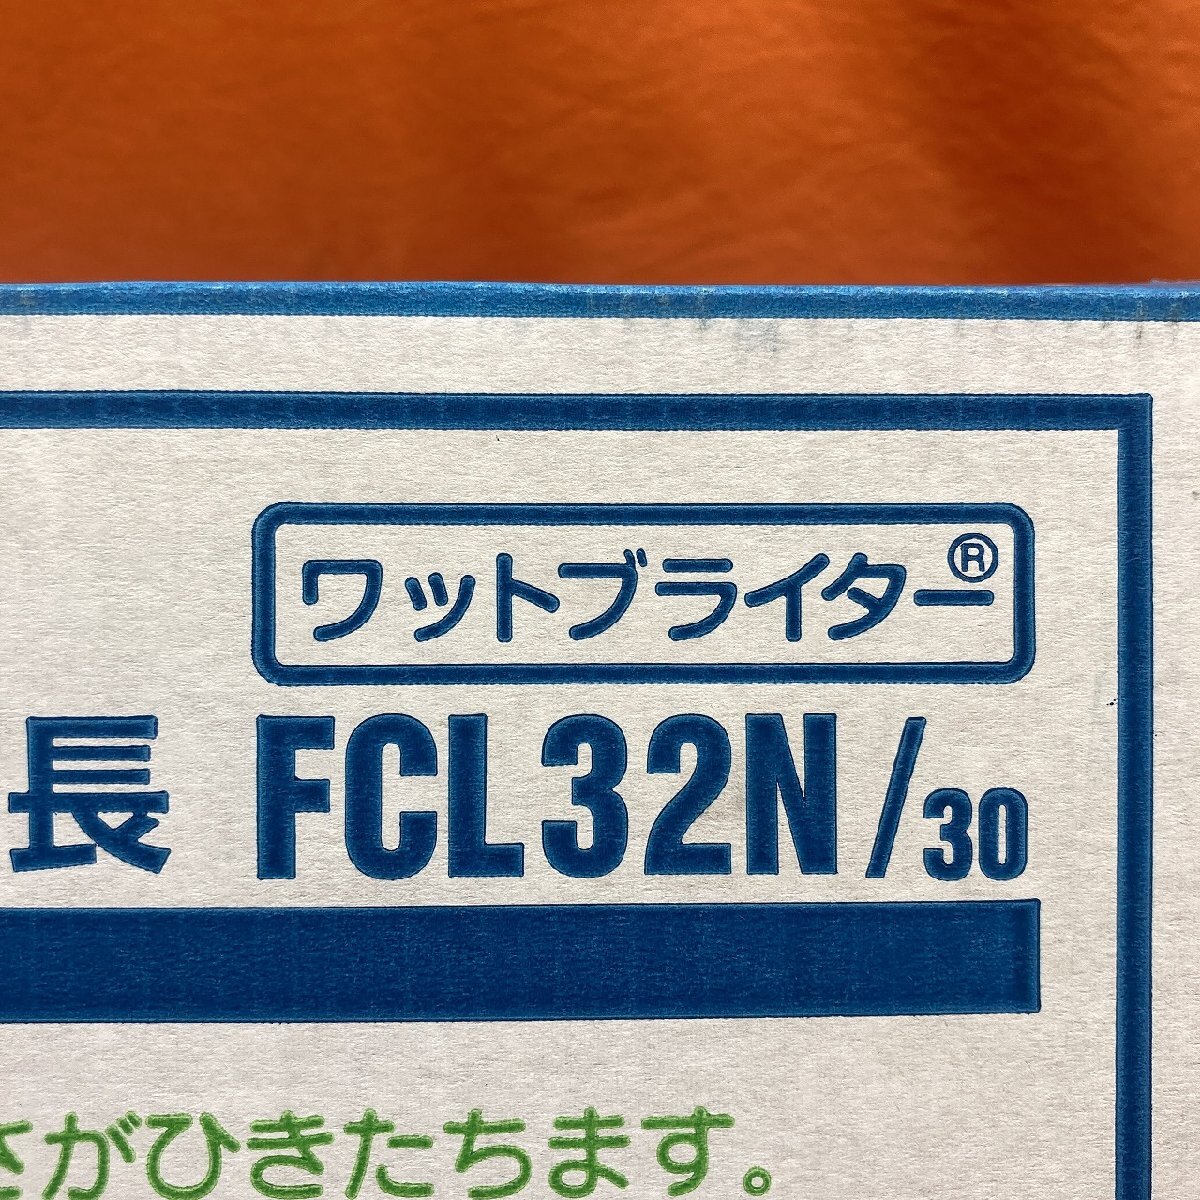 ワットブライター®
長 FCL32N/30
さがひきたちます。